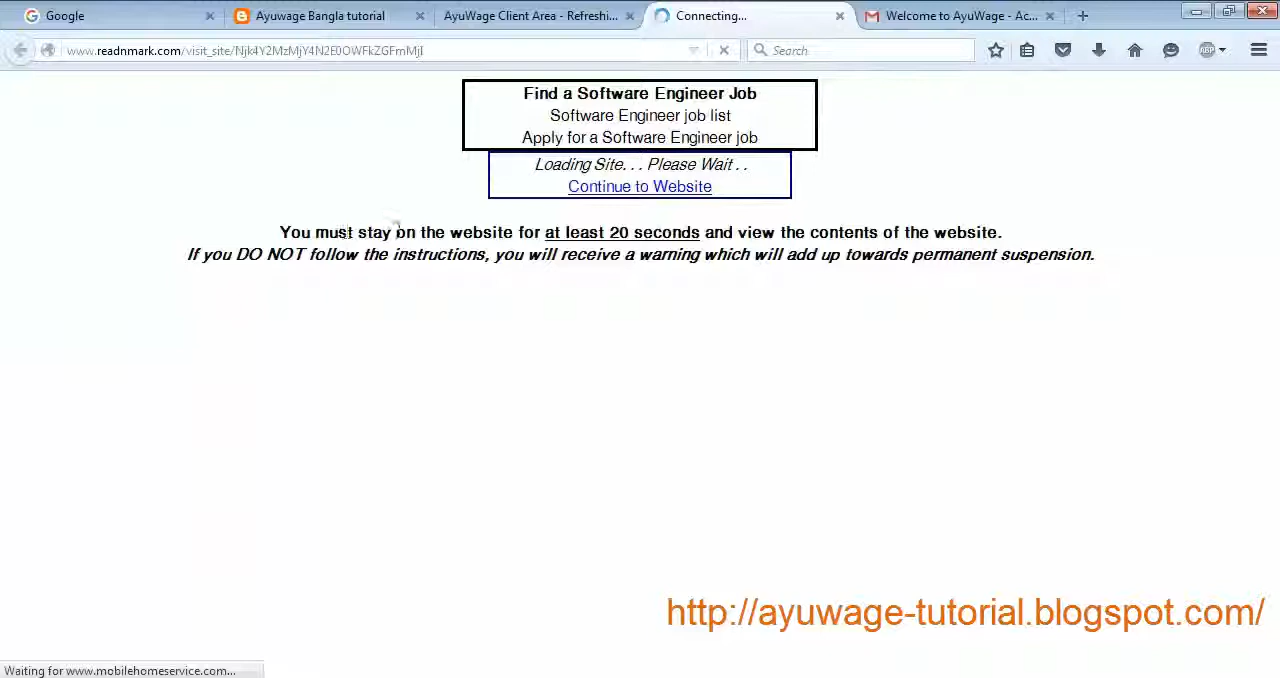 Google
Ayuwage Bangla tutorial
AyuWage Client Area - Refreshi...
Connecting...
Welcome to AyuWage - Ac...
Search
Find a Software Engineer Job
Software Engineer job list
Apply for a Software Engineer job
Loading Site. . . Please Wait . .
Continue to Website
You must stay on the website for at least 20 seconds and view the contents of the website.
If you DO NOT follow the instructions, you will receive a warning which will add up towards permanent suspension.
http://ayuwage-tutorial.blogspot.com/
Waiting for www.mobilehomeservice.com...